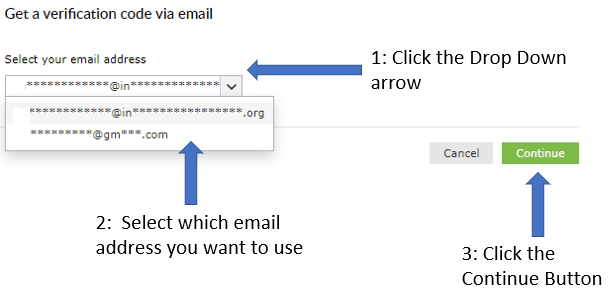 Get a verification code via email
Select your email address
************@in*************
1: Click the Drop Down
arrow
************@in****************.org
*********@gm***.com
Cancel
Continue
2:  Select which email
address you want to use
3: Click the
Continue Button